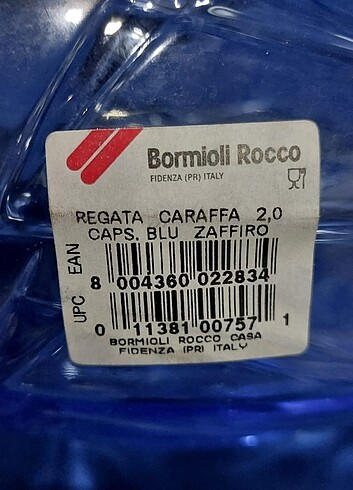 Bormioli Rocco
FIDENZA (PR) ITALY
REGATA CARAFFA 2,0
CAPS. BLU ZAFFIRO
EAN
8 004360 022834
UPC
0 11381 00757 1
BORMIOLI ROCCO CASA
FIDENZA (PR) ITALY